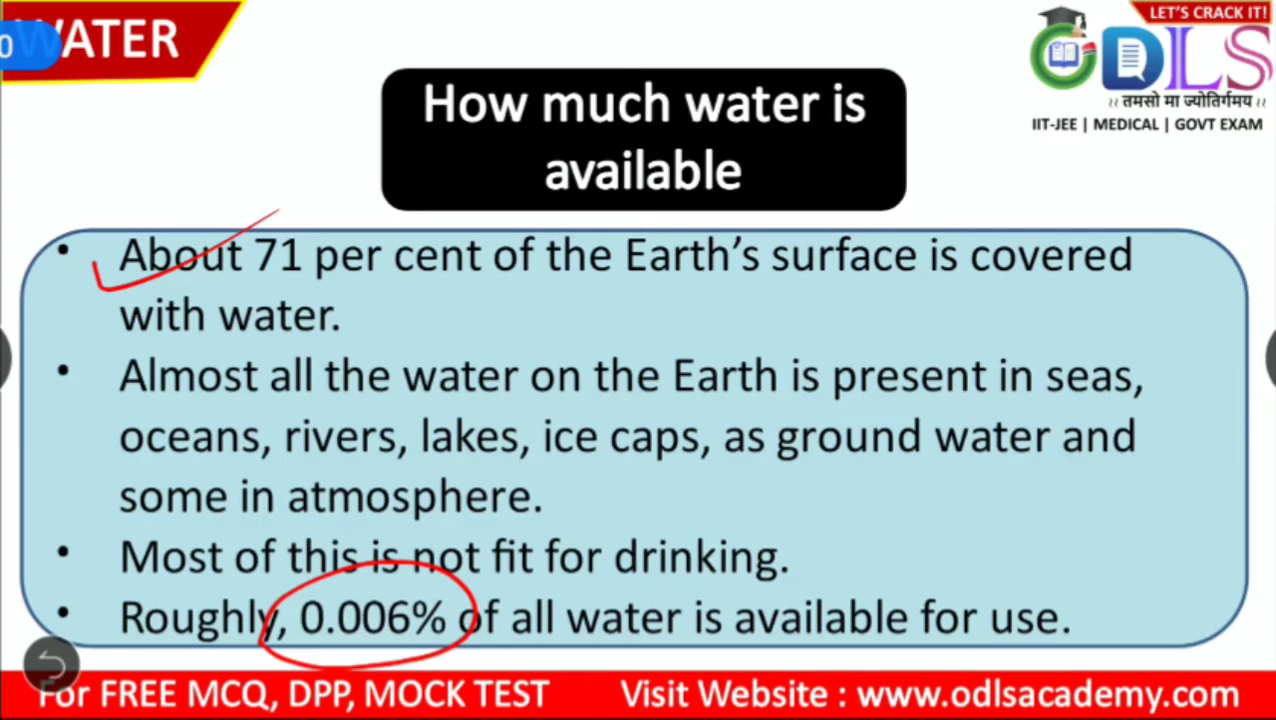 WATER
LET'S CRACK IT!
DLS
।। तमसो मा ज्योतिर्गमय ।।
IIT-JEE | MEDICAL | GOVT EXAM
How much water is
available
• About 71 per cent of the Earth’s surface is covered
with water.
• Almost all the water on the Earth is present in seas,
oceans, rivers, lakes, ice caps, as ground water and
some in atmosphere.
• Most of this is not fit for drinking.
• Roughly, 0.006% of all water is available for use.
For FREE MCQ, DPP, MOCK TEST Visit Website : www.odlsacademy.com